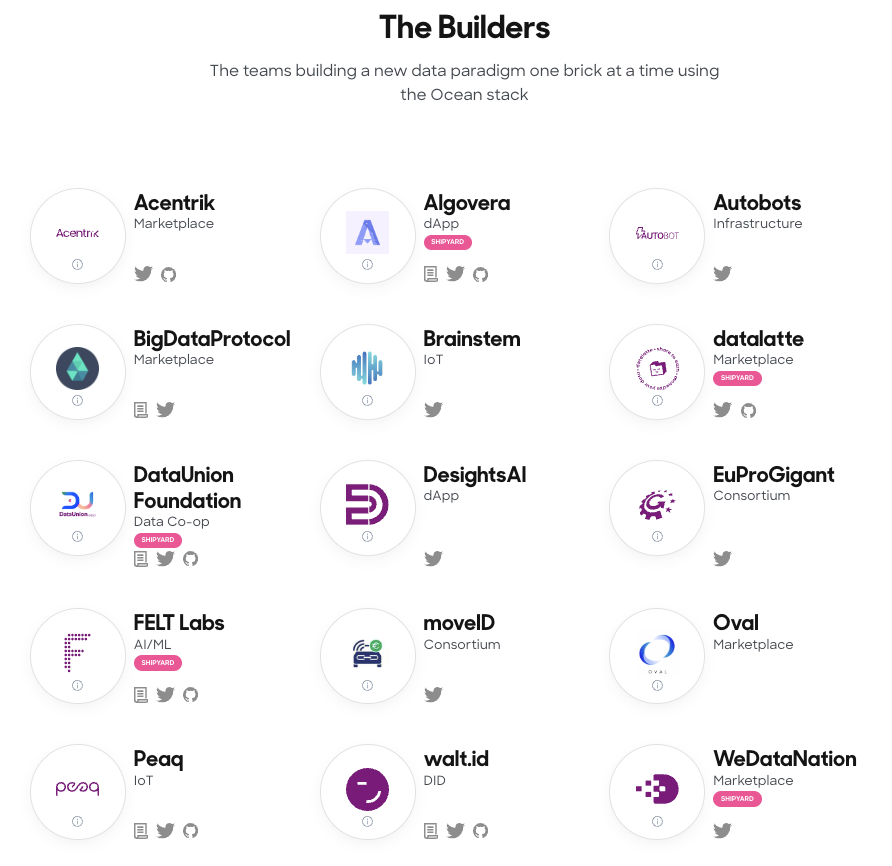 The Builders
The teams building a new data paradigm one brick at a time using
the Ocean stack
Acentrik
Acentrik
Marketplace
Algovera
dApp
SHIPYARD
AUTOBOT
Autobots
Infrastructure
BigDataProtocol
Marketplace
Brainstem
IoT
datalatte
Marketplace
SHIPYARD
DataUnion
DataUnion
Foundation
Data Co-op
SHIPYARD
DesightsAI
dApp
EuProGigant
Consortium
FELT Labs
AI/ML
SHIPYARD
moveID
Consortium
OVAL
Oval
Marketplace
peaq
Peaq
IoT
walt.id
DID
WeDataNation
Marketplace
SHIPYARD